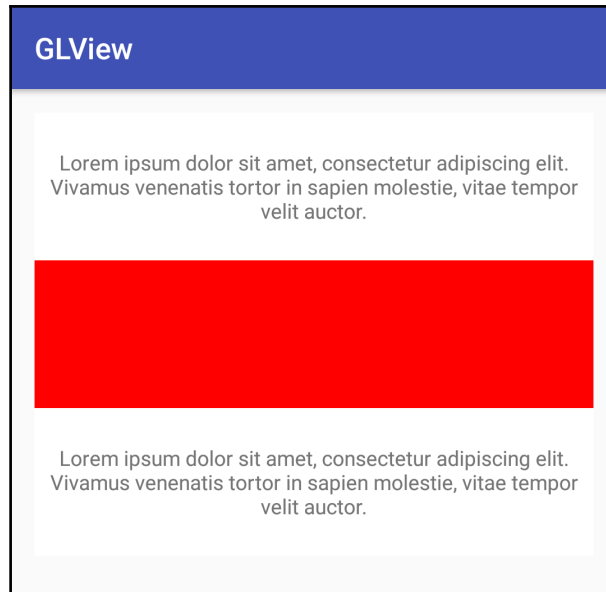 GLView
Lorem ipsum dolor sit amet, consectetur adipiscing elit.
Vivamus venenatis tortor in sapien molestie, vitae tempor
velit auctor.
Lorem ipsum dolor sit amet, consectetur adipiscing elit.
Vivamus venenatis tortor in sapien molestie, vitae tempor
velit auctor.